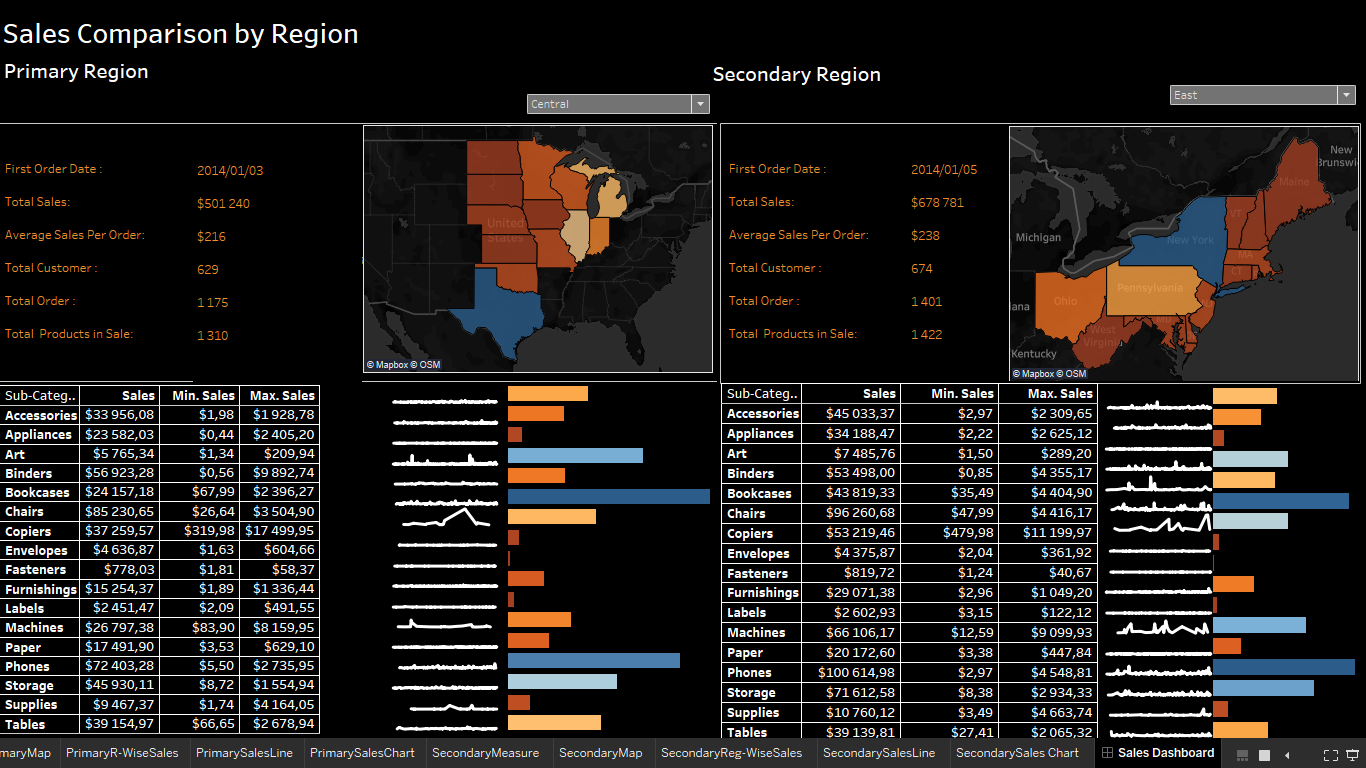 Sales Comparison by Region
Primary Region
Central
First Order Date : 2014/01/03
Total Sales: $501 240
Average Sales Per Order: $216
Total Customer : 629
Total Order : 1 175
Total Products in Sale: 1 310
United
States
© Mapbox © OSM
Sub-Categ.. Sales Min. Sales Max. Sales
Accessories $33 956,08 $1,98 $1 928,78
Appliances $23 582,03 $0,44 $2 405,20
Art $5 765,34 $1,34 $209,94
Binders $56 923,28 $0,56 $9 892,74
Bookcases $24 157,18 $67,99 $2 396,27
Chairs $85 230,65 $26,64 $3 504,90
Copiers $37 259,57 $319,98 $17 499,95
Envelopes $4 636,87 $1,63 $604,66
Fasteners $778,03 $1,81 $58,37
Furnishings $15 254,37 $1,89 $1 336,44
Labels $2 451,47 $2,09 $491,55
Machines $26 797,38 $83,90 $8 159,95
Paper $17 491,90 $3,53 $629,10
Phones $72 403,28 $5,50 $2 735,95
Storage $45 930,11 $8,72 $1 554,94
Supplies $9 467,37 $1,74 $4 164,05
Tables $39 154,97 $66,65 $2 678,94
Secondary Region
East
First Order Date : 2014/01/05
Total Sales: $678 781
Average Sales Per Order: $238
Total Customer : 674
Total Order : 1 401
Total Products in Sale: 1 422
New
Brunswi
Maine
Michigan
VT
New York
MA
CT
Pennsylvania
Ohio
ana
West
Virginia
Kentucky
© Mapbox © OSM
Sub-Categ.. Sales Min. Sales Max. Sales
Accessories $45 033,37 $2,97 $2 309,65
Appliances $34 188,47 $2,22 $2 625,12
Art $7 485,76 $1,50 $289,20
Binders $53 498,00 $0,85 $4 355,17
Bookcases $43 819,33 $35,49 $4 404,90
Chairs $96 260,68 $47,99 $4 416,17
Copiers $53 219,46 $479,98 $11 199,97
Envelopes $4 375,87 $2,04 $361,92
Fasteners $819,72 $1,24 $40,67
Furnishings $29 071,38 $2,96 $1 049,20
Labels $2 602,93 $3,15 $122,12
Machines $66 106,17 $12,59 $9 099,93
Paper $20 172,60 $3,38 $447,84
Phones $100 614,98 $2,97 $4 548,81
Storage $71 612,58 $8,38 $2 934,33
Supplies $10 760,12 $3,49 $4 663,74
Tables $39 139,81 $27,41 $2 065,32
maryMap PrimaryR-WiseSales PrimarySalesLine PrimarySalesChart SecondaryMeasure SecondaryMap SecondaryReg-WiseSales SecondarySalesLine SecondarySales Chart Sales Dashboard